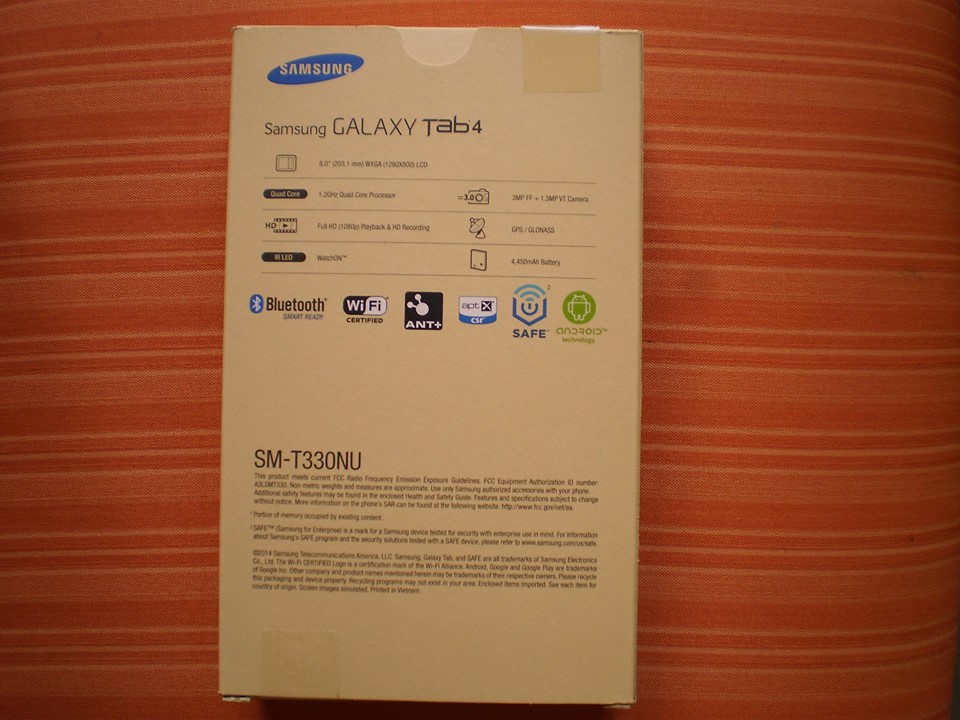 SAMSUNG
Samsung GALAXY Tab 4
8.0" (203.1 mm) WXGA (1280X800) LCD
Quad Core 1.2GHz Quad Core Processor
3.0 3MP FF + 1.3MP VT Camera
HD Full HD (1080p) Playback & HD Recording
GPS / GLONASS
IR LED WatchON™
4,450mAh Battery
Bluetooth® SMART READY
Wi Fi CERTIFIED
ANT+
aptX csr
SAFE™ 2
ANDROID™ technology
SM-T330NU
This product meets current FCC Radio Frequency Emission Exposure Guidelines. FCC Equipment Authorization ID number:
A3LSMT330. Non-metric weights and measures are approximate. Use only Samsung authorized accessories with your phone.
Additional safety features may be found in the enclosed Health and Safety Guide. Features and specifications subject to change
without notice. More information on the phone's SAR can be found at the following website: http://www.fcc.gov/oet/ea.
¹ Portion of memory occupied by existing content.
² SAFE™ (Samsung for Enterprise) is a mark for a Samsung device tested for security with enterprise use in mind. For information
about Samsung's SAFE program and the security solutions tested with a SAFE device, please refer to www.samsung.com/us/safe.
©2014 Samsung Telecommunications America, LLC. Samsung, Galaxy Tab, and SAFE are all trademarks of Samsung Electronics
Co., Ltd. The Wi-Fi CERTIFIED Logo is a certification mark of the Wi-Fi Alliance. Android, Google and Google Play are trademarks
of Google Inc. Other company and product names mentioned herein may be trademarks of their respective owners. Please recycle
this packaging and device properly. Recycling programs may not exist in your area. Enclosed items imported. See each item for
country of origin. Screen images simulated. Printed in Vietnam.